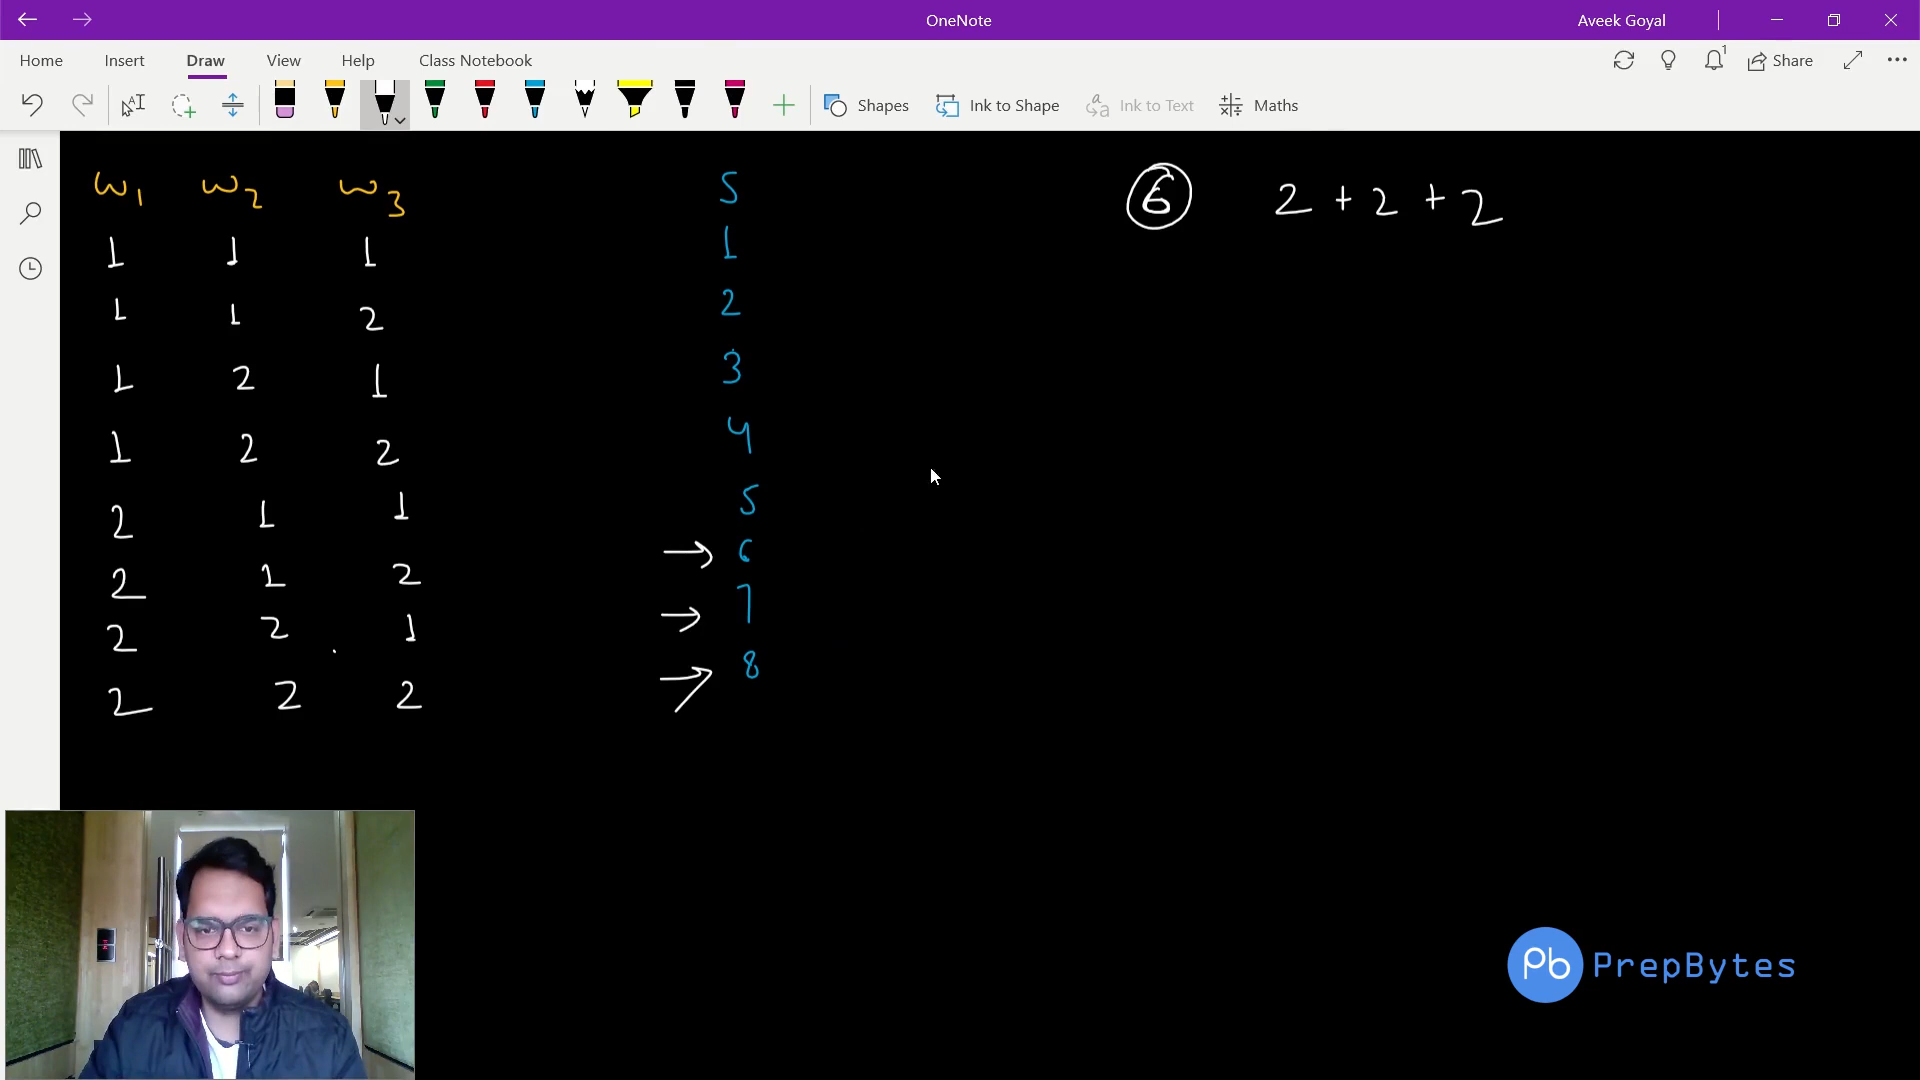 OneNote
Aveek Goyal
Home Insert Draw View Help Class Notebook
1
Share
Shapes Ink to Shape Ink to Text Maths
w1 w2 w3 S
1 1 1 1
1 1 2 2
1 2 1 3
1 2 2 4
2 1 1 5
2 1 2 → 6
2 2 1 → 7
2 2 2 → 8
6 2 + 2 + 2
Pb PrepBytes